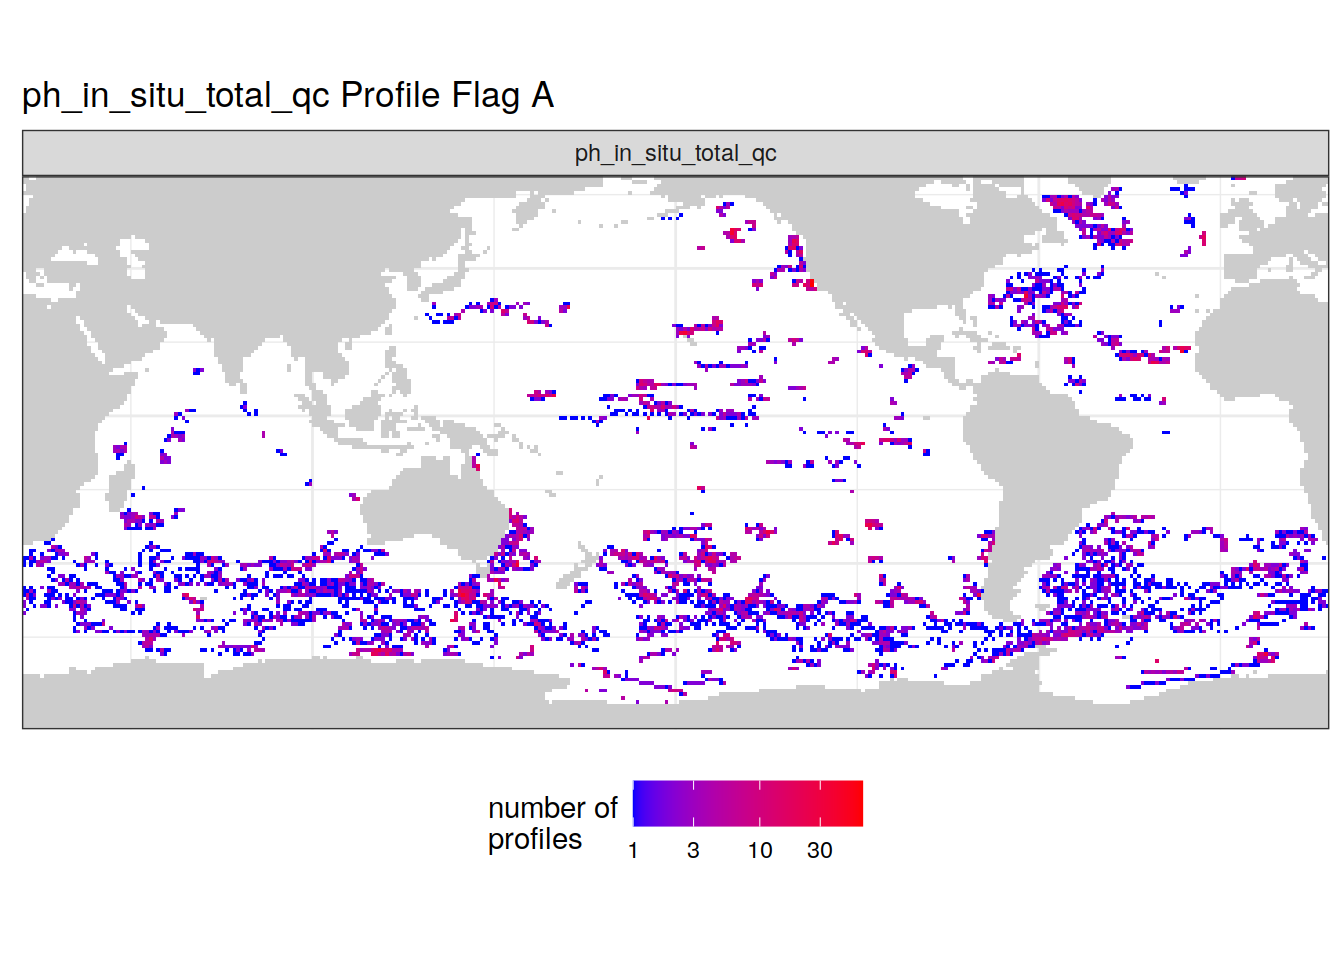 ph_in_situ_total_qc Profile Flag A
ph_in_situ_total_qc
number of
profiles
1 3 10 30